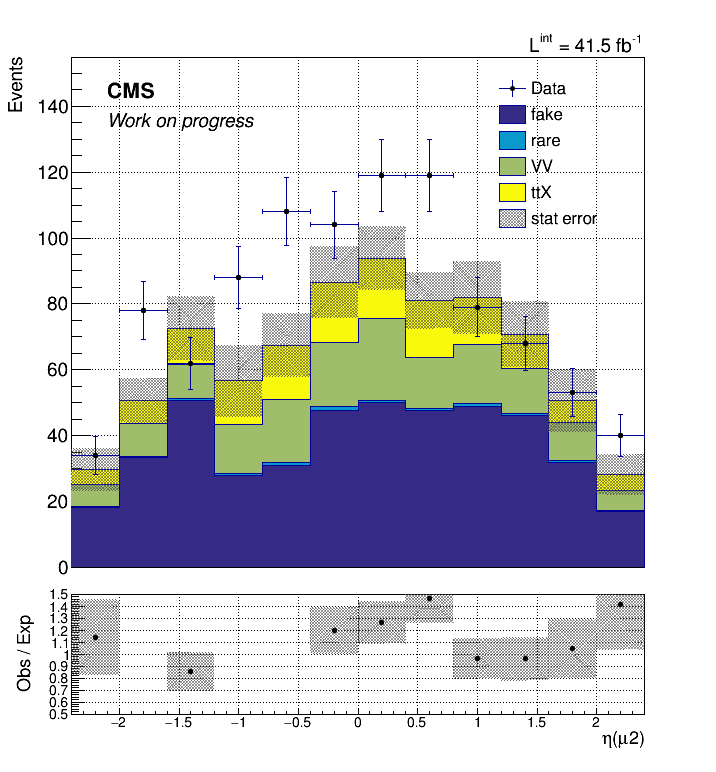 L^int = 41.5 fb^-1
Events
CMS
Work on progress
Data
fake
rare
VV
ttX
stat error
140
120
100
80
60
40
20
0
Obs / Exp
1.5
1.4
1.3
1.2
1.1
1
0.9
0.8
0.7
0.6
0.5
−2 −1.5 −1 −0.5 0 0.5 1 1.5 2
η(μ2)